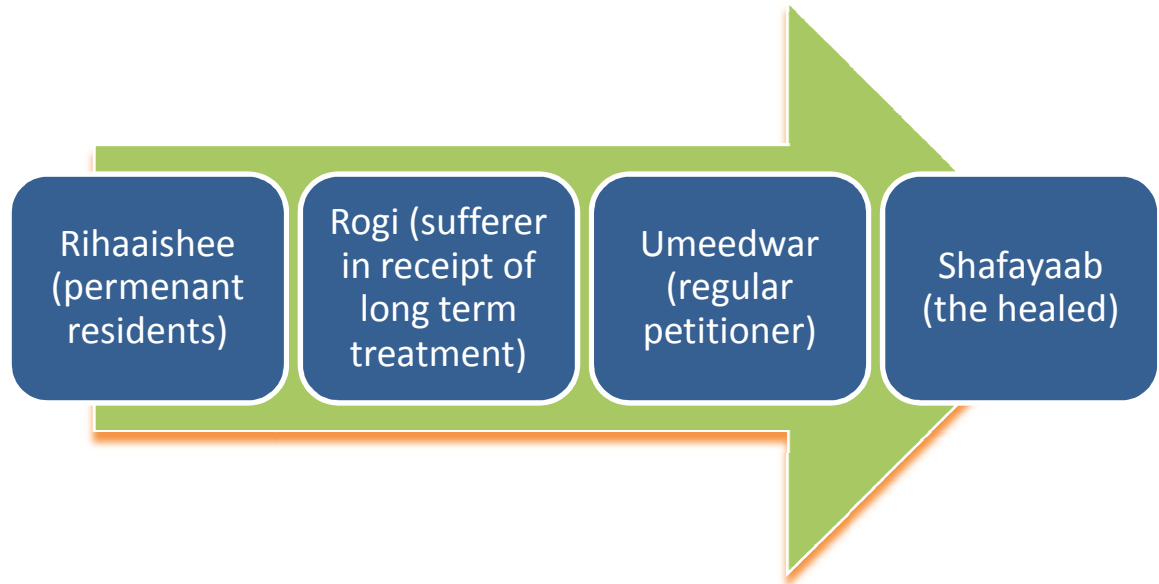 Rihaaishee
(permenant
residents)
Rogi (sufferer
in receipt of
long term
treatment)
Umeedwar
(regular
petitioner)
Shafayaab
(the healed)